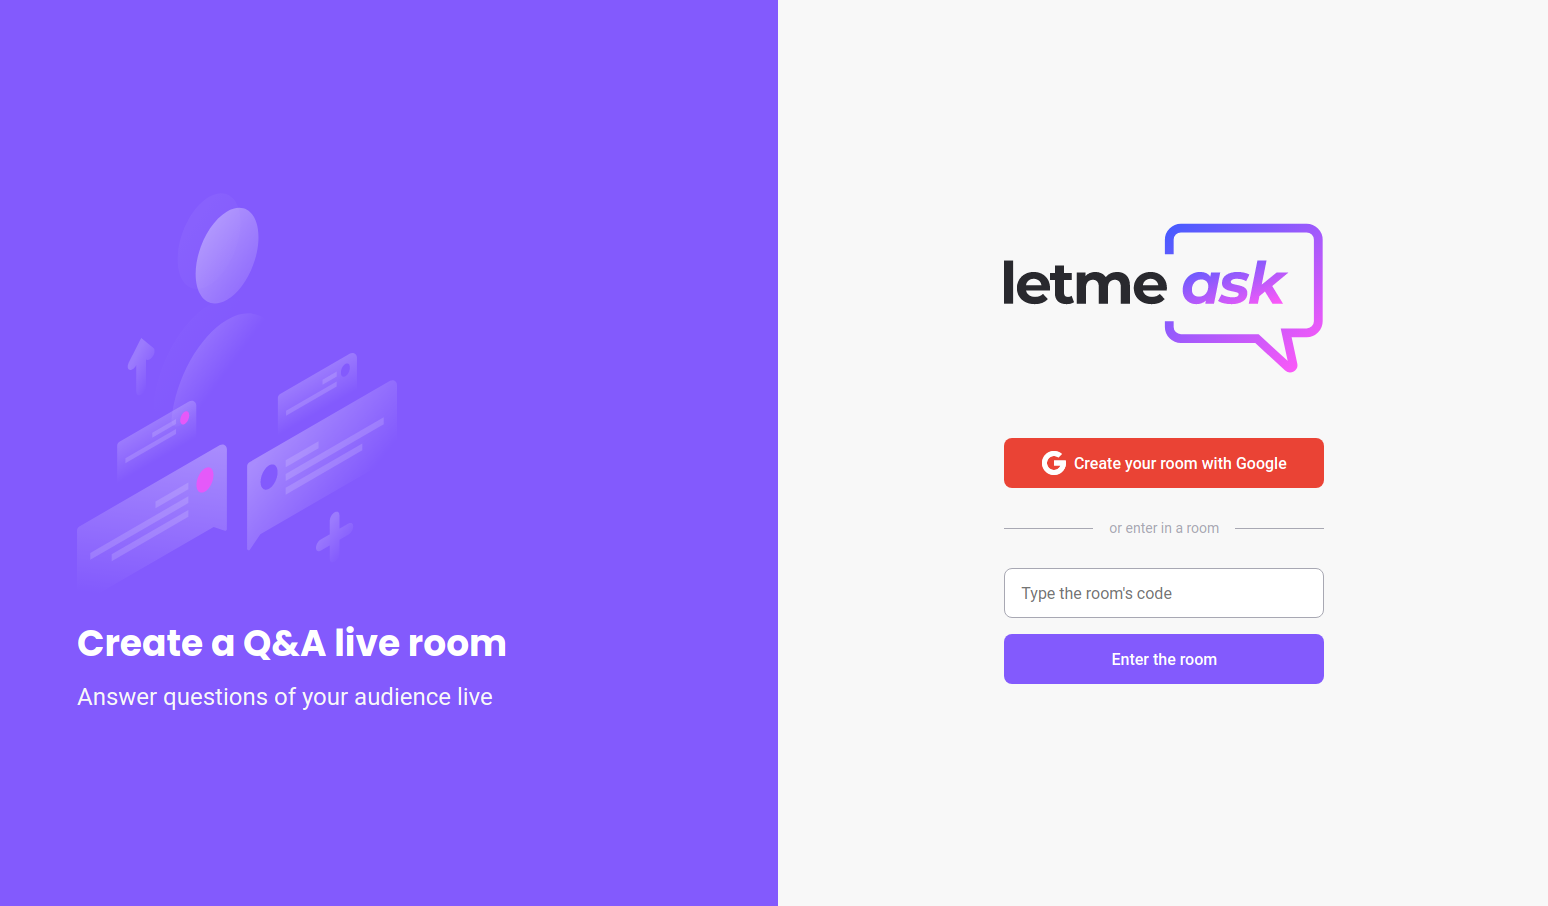 Create a Q&A live room
Answer questions of your audience live
letme ask
Create your room with Google
or enter in a room
Type the room's code
Enter the room